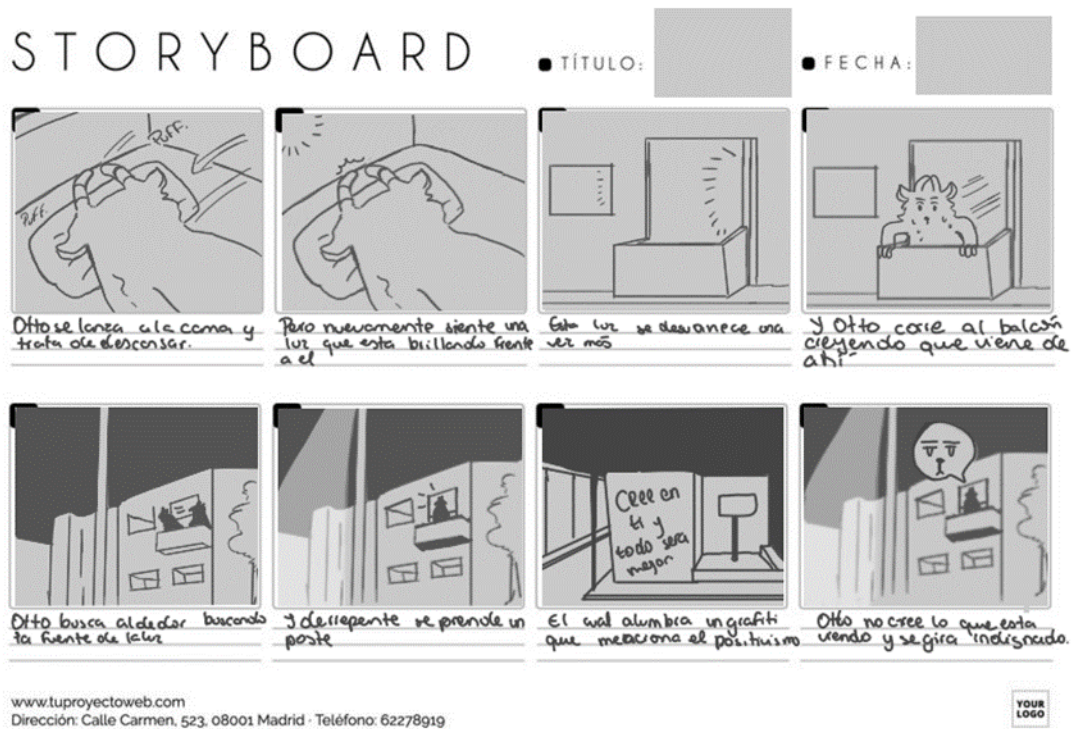 STORYBOARD
TÍTULO:
FECHA:
PUFF.
PUFF.
Otto se lanza a la cama y
trata de descansar.
Pero nuevamente siente una
luz que esta brillando frente
a el
Esta luz se desvanece una
vez más
y Otto corre al balcón
creyendo que viene de
ahí
Otto busca alrededor buscando
la fuente de la luz
y derrepente se prende un
poste
Cree en
ti y
todo sera
mejor
El cual alumbra un grafiti
que menciona el positivismo
Otto no cree lo que esta
viendo y se gira indignado.
www.tuproyectoweb.com
Dirección: Calle Carmen, 523, 08001 Madrid · Teléfono: 62278919
YOUR
LOGO